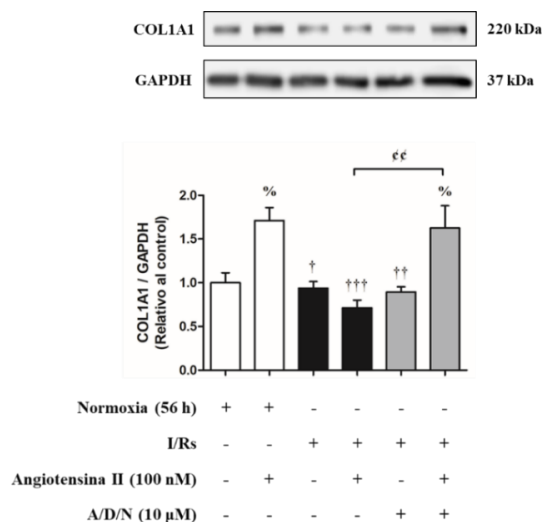 COL1A1 220 kDa
GAPDH 37 kDa
¢¢
% %
† ††† ††
COL1A1 / GAPDH
(Relativo al control)
2.0
1.5
1.0
0.5
0.0
Normoxia (56 h) + + - - - -
I/Rs - - + + + +
Angiotensina II (100 nM) - + - + - +
A/D/N (10 µM) - - - - + +